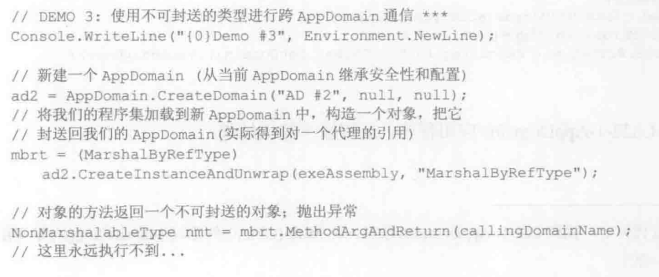 // DEMO 3: 使用不可封送的类型进行跨 AppDomain 通信 ***
Console.WriteLine("{0}Demo #3", Environment.NewLine);
// 新建一个 AppDomain (从当前 AppDomain 继承安全性和配置)
ad2 = AppDomain.CreateDomain("AD #2", null, null);
// 将我们的程序集加载到新 AppDomain 中，构造一个对象，把它
// 封送回我们的 AppDomain(实际得到对一个代理的引用)
mbrt = (MarshalByRefType)
ad2.CreateInstanceAndUnwrap(exeAssembly, "MarshalByRefType");
// 对象的方法返回一个不可封送的对象；抛出异常
NonMarshalableType nmt = mbrt.MethodArgAndReturn(callingDomainName);
// 这里永远执行不到...